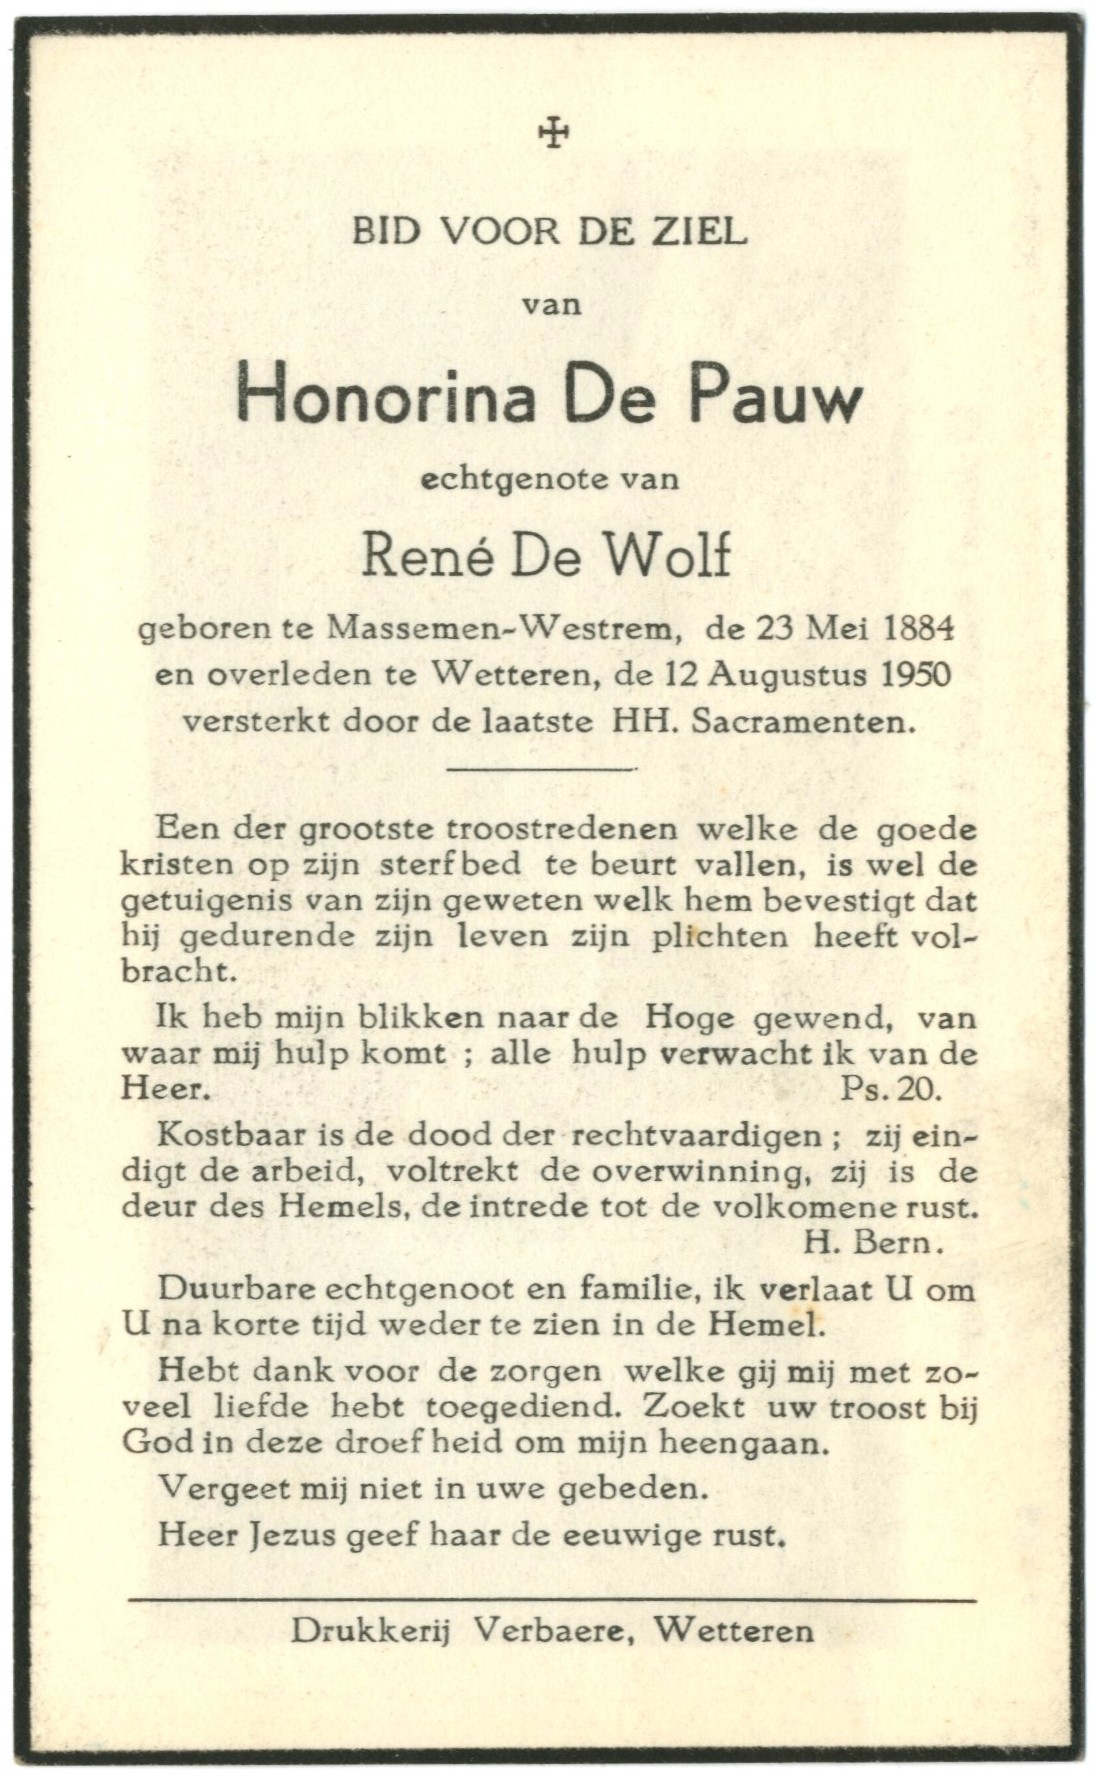 BID VOOR DE ZIEL
van
Honorina De Pauw
echtgenote van
René De Wolf
geboren te Massemen-Westrem, de 23 Mei 1884
en overleden te Wetteren, de 12 Augustus 1950
versterkt door de laatste HH. Sacramenten.
Een der grootste troostredenen welke de goede
kristen op zijn sterfbed te beurt vallen, is wel de
getuigenis van zijn geweten welk hem bevestigt dat
hij gedurende zijn leven zijn plichten heeft vol-
bracht.
Ik heb mijn blikken naar de Hoge gewend, van
waar mij hulp komt ; alle hulp verwacht ik van de
Heer. Ps. 20.
Kostbaar is de dood der rechtvaardigen ; zij ein-
digt de arbeid, voltrekt de overwinning, zij is de
deur des Hemels, de intrede tot de volkomene rust.
H. Bern.
Duurbare echtgenoot en familie, ik verlaat U om
U na korte tijd weder te zien in de Hemel.
Hebt dank voor de zorgen welke gij mij met zo-
veel liefde hebt toegediend. Zoekt uw troost bij
God in deze droefheid om mijn heengaan.
Vergeet mij niet in uwe gebeden.
Heer Jezus geef haar de eeuwige rust.
Drukkerij Verbaere, Wetteren